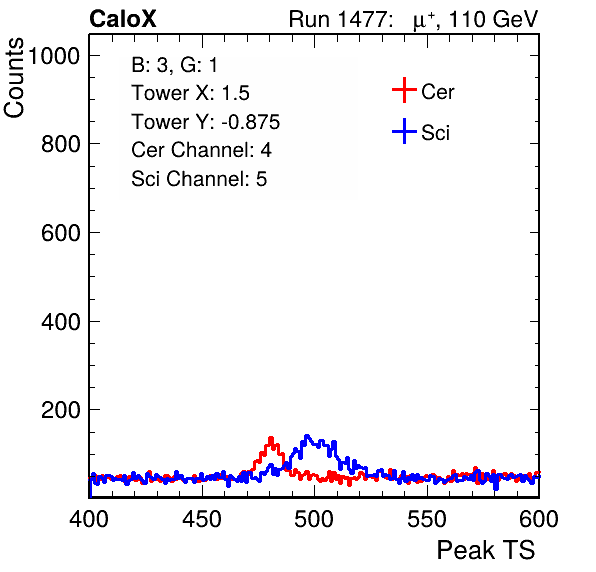 CaloX Run 1477: μ⁺, 110 GeV
Counts
1000
800
600
400
200
B: 3, G: 1
Tower X: 1.5
Tower Y: -0.875
Cer Channel: 4
Sci Channel: 5
Cer
Sci
400 450 500 550 600
Peak TS